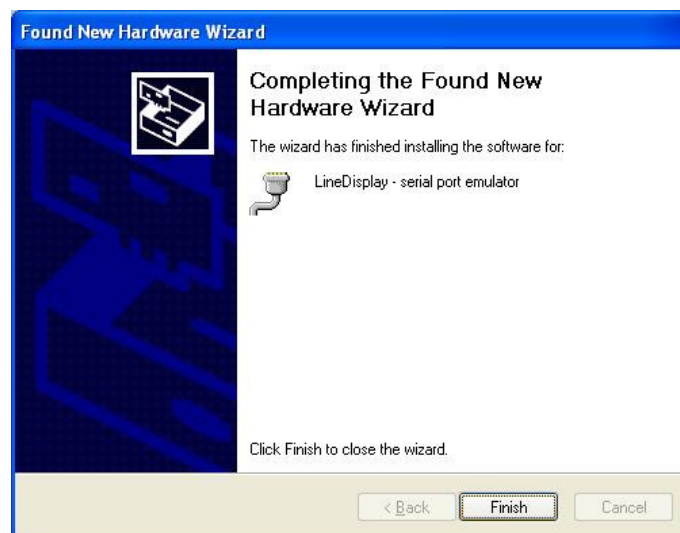 Found New Hardware Wizard
Completing the Found New
Hardware Wizard
The wizard has finished installing the software for:
LineDisplay - serial port emulator
Click Finish to close the wizard.
< Back
Finish
Cancel